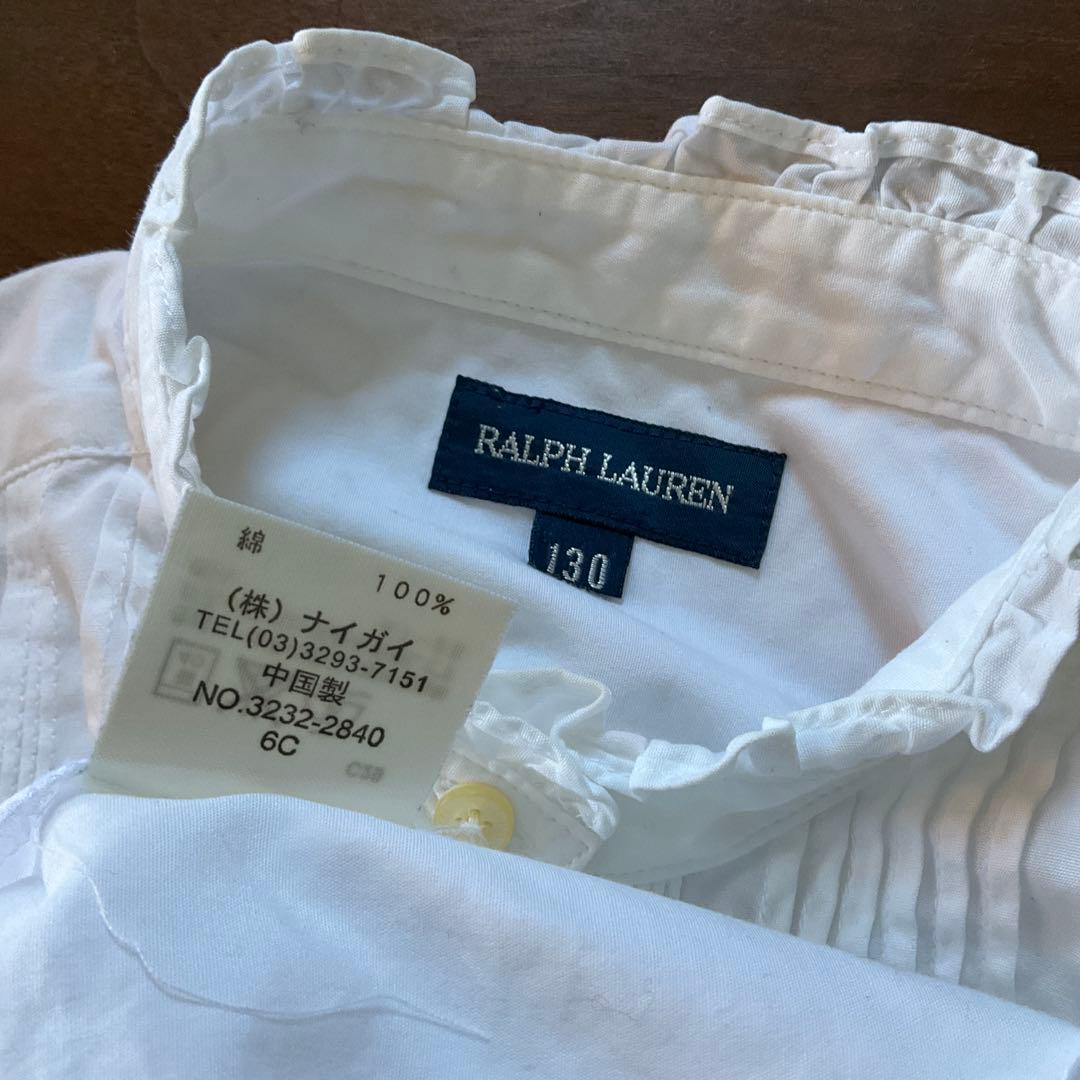 RALPH LAUREN
130
綿
100%
(株) ナイガイ
TEL(03)3293-7151
中国製
NO.3232-2840
6C